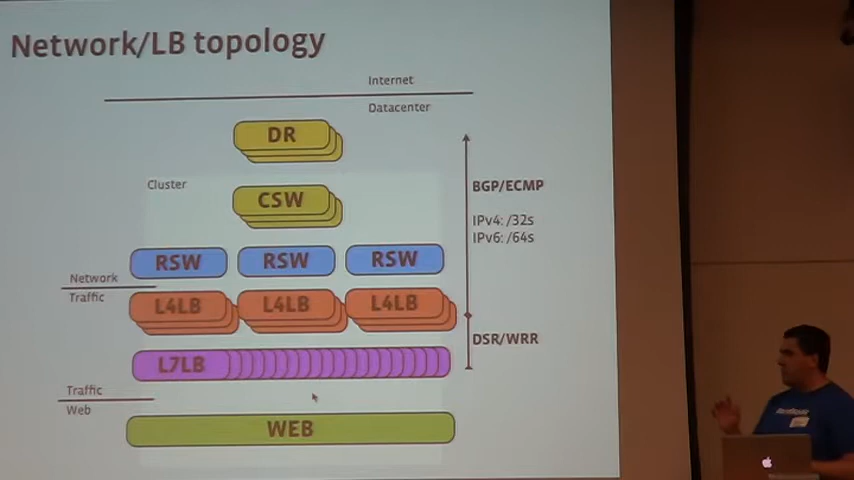 Network/LB topology
Internet
Datacenter
DR
Cluster
CSW
BGP/ECMP
IPv4: /32s
IPv6: /64s
RSW RSW RSW
Network
Traffic
L4LB L4LB L4LB
DSR/WRR
L7LB
Traffic
Web
WEB